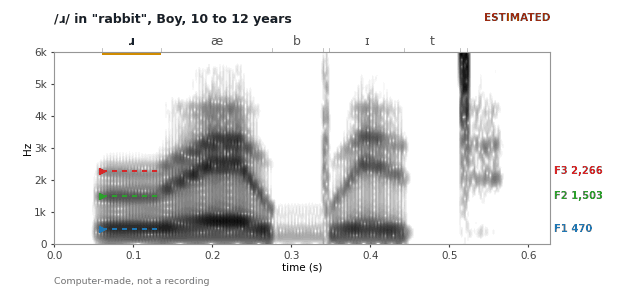 /ɹ/ in "rabbit", Boy, 10 to 12 years
ESTIMATED
ɹ æ b ɪ t
6k
5k
4k
3k
2k
1k
0
Hz
F3 2,266
F2 1,503
F1 470
0.0 0.1 0.2 0.3 0.4 0.5 0.6
time (s)
Computer-made, not a recording